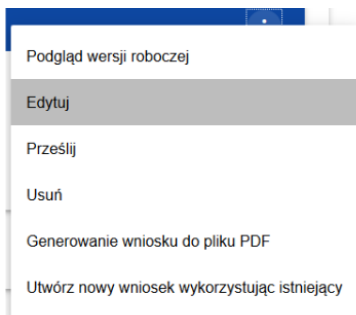 Podgląd wersji roboczej
Edytuj
Prześlij
Usuń
Generowanie wniosku do pliku PDF
Utwórz nowy wniosek wykorzystując istniejący